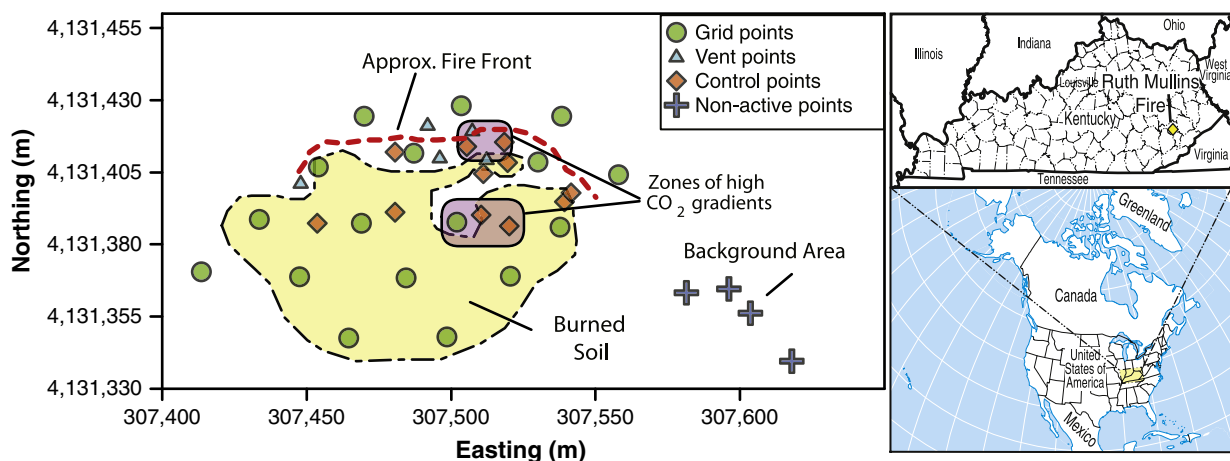 4,131,455
4,131,430
4,131,405
4,131,380
4,131,355
4,131,330
Northing (m)
307,400
307,450
307,500
307,550
307,600
Easting (m)
Approx. Fire Front
Grid points
Vent points
Control points
Non-active points
Zones of high
CO 2 gradients
Background Area
Burned
Soil
Illinois
Indiana
Ohio
West
Virginia
Louisville
Ruth Mullins
Fire
Kentucky
Virginia
Tennessee
Greenland
Canada
United
States of
America
Mexico